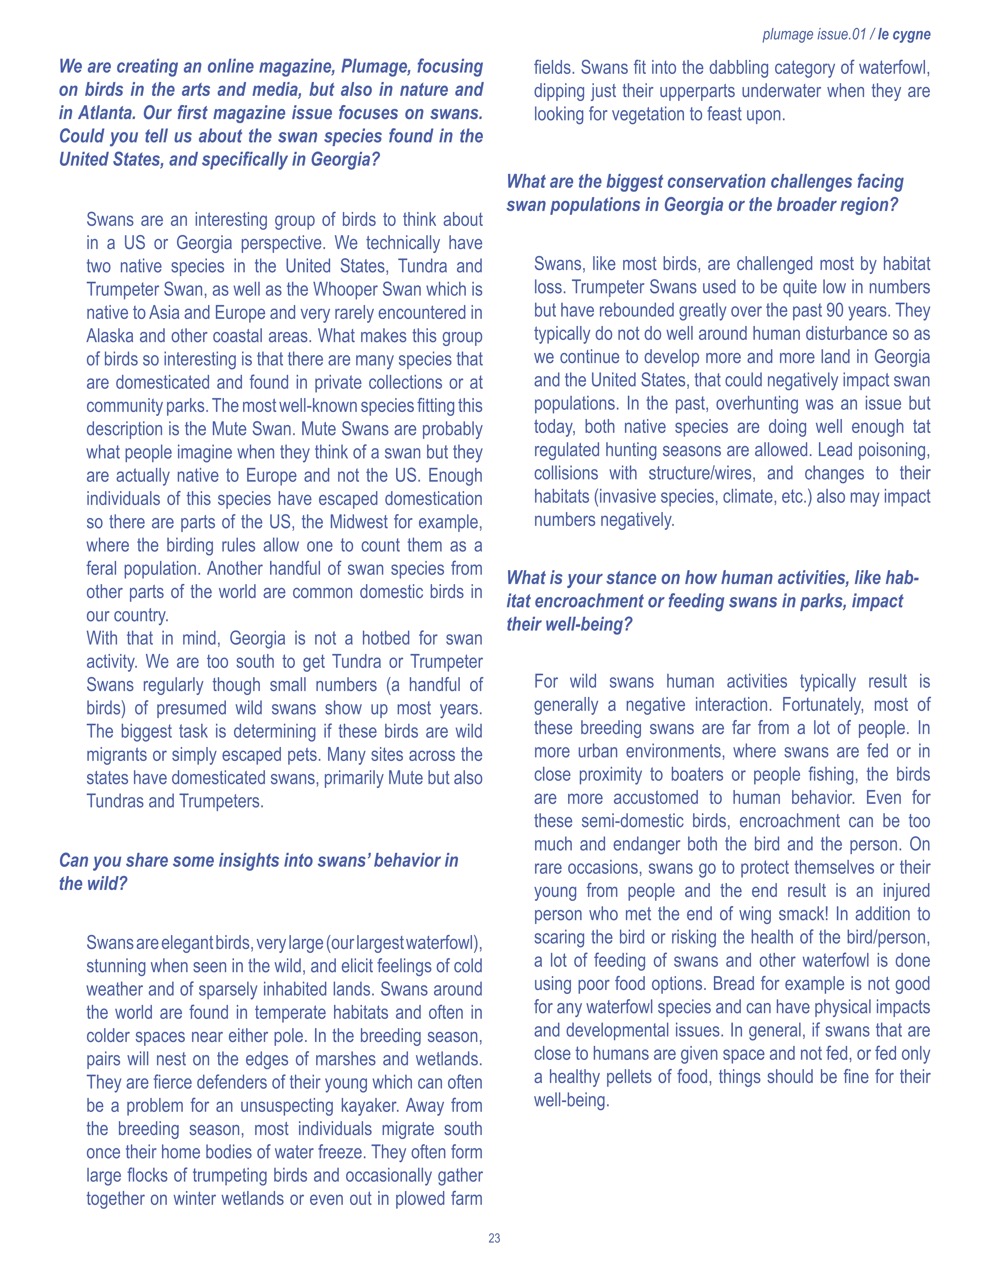 plumage issue.01 / le cygne
We are creating an online magazine, Plumage, focusing
on birds in the arts and media, but also in nature and
in Atlanta. Our first magazine issue focuses on swans.
Could you tell us about the swan species found in the
United States, and specifically in Georgia?
Swans are an interesting group of birds to think about
in a US or Georgia perspective. We technically have
two native species in the United States, Tundra and
Trumpeter Swan, as well as the Whooper Swan which is
native to Asia and Europe and very rarely encountered in
Alaska and other coastal areas. What makes this group
of birds so interesting is that there are many species that
are domesticated and found in private collections or at
community parks. The most well-known species fitting this
description is the Mute Swan. Mute Swans are probably
what people imagine when they think of a swan but they
are actually native to Europe and not the US. Enough
individuals of this species have escaped domestication
so there are parts of the US, the Midwest for example,
where the birding rules allow one to count them as a
feral population. Another handful of swan species from
other parts of the world are common domestic birds in
our country.
With that in mind, Georgia is not a hotbed for swan
activity. We are too south to get Tundra or Trumpeter
Swans regularly though small numbers (a handful of
birds) of presumed wild swans show up most years.
The biggest task is determining if these birds are wild
migrants or simply escaped pets. Many sites across the
states have domesticated swans, primarily Mute but also
Tundras and Trumpeters.
Can you share some insights into swans' behavior in
the wild?
Swans are elegant birds, very large (our largest waterfowl),
stunning when seen in the wild, and elicit feelings of cold
weather and of sparsely inhabited lands. Swans around
the world are found in temperate habitats and often in
colder spaces near either pole. In the breeding season,
pairs will nest on the edges of marshes and wetlands.
They are fierce defenders of their young which can often
be a problem for an unsuspecting kayaker. Away from
the breeding season, most individuals migrate south
once their home bodies of water freeze. They often form
large flocks of trumpeting birds and occasionally gather
together on winter wetlands or even out in plowed farm
fields. Swans fit into the dabbling category of waterfowl,
dipping just their upperparts underwater when they are
looking for vegetation to feast upon.
What are the biggest conservation challenges facing
swan populations in Georgia or the broader region?
Swans, like most birds, are challenged most by habitat
loss. Trumpeter Swans used to be quite low in numbers
but have rebounded greatly over the past 90 years. They
typically do not do well around human disturbance so as
we continue to develop more and more land in Georgia
and the United States, that could negatively impact swan
populations. In the past, overhunting was an issue but
today, both native species are doing well enough tat
regulated hunting seasons are allowed. Lead poisoning,
collisions with structure/wires, and changes to their
habitats (invasive species, climate, etc.) also may impact
numbers negatively.
What is your stance on how human activities, like hab-
itat encroachment or feeding swans in parks, impact
their well-being?
For wild swans human activities typically result is
generally a negative interaction. Fortunately, most of
these breeding swans are far from a lot of people. In
more urban environments, where swans are fed or in
close proximity to boaters or people fishing, the birds
are more accustomed to human behavior. Even for
these semi-domestic birds, encroachment can be too
much and endanger both the bird and the person. On
rare occasions, swans go to protect themselves or their
young from people and the end result is an injured
person who met the end of wing smack! In addition to
scaring the bird or risking the health of the bird/person,
a lot of feeding of swans and other waterfowl is done
using poor food options. Bread for example is not good
for any waterfowl species and can have physical impacts
and developmental issues. In general, if swans that are
close to humans are given space and not fed, or fed only
a healthy pellets of food, things should be fine for their
well-being.
23